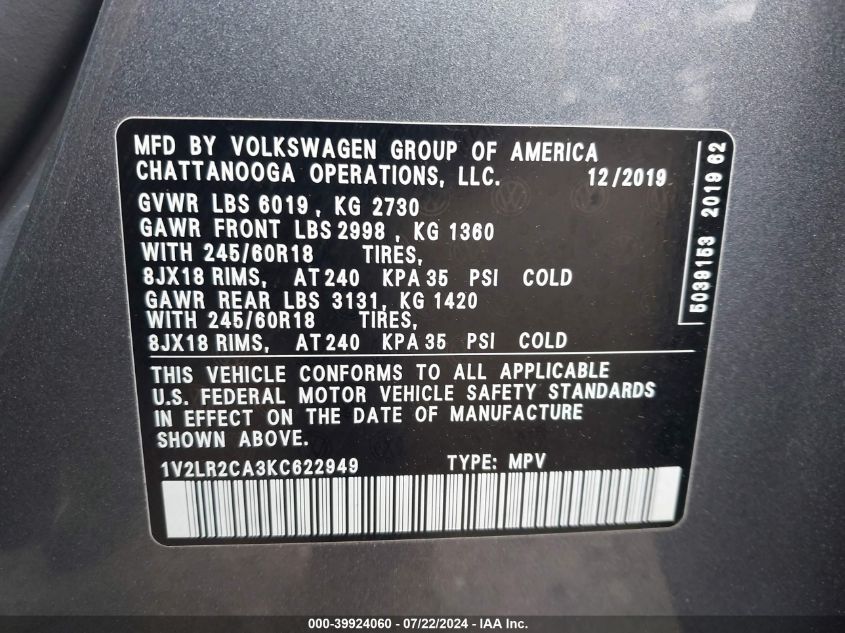 MFD BY VOLKSWAGEN GROUP OF AMERICA
CHATTANOOGA OPERATIONS, LLC. 12/2019
GVWR LBS 6019, KG 2730
GAWR FRONT LBS 2998, KG 1360
WITH 245/60R18 TIRES,
8JX18 RIMS, AT 240 KPA 35 PSI COLD
GAWR REAR LBS 3131, KG 1420
WITH 245/60R18 TIRES,
8JX18 RIMS, AT 240 KPA 35 PSI COLD
THIS VEHICLE CONFORMS TO ALL APPLICABLE
U.S. FEDERAL MOTOR VEHICLE SAFETY STANDARDS
IN EFFECT ON THE DATE OF MANUFACTURE
SHOWN ABOVE.
1V2LR2CA3KC622949 TYPE: MPV
5039153 2019 62
000-39924060 - 07/22/2024 - IAA Inc.